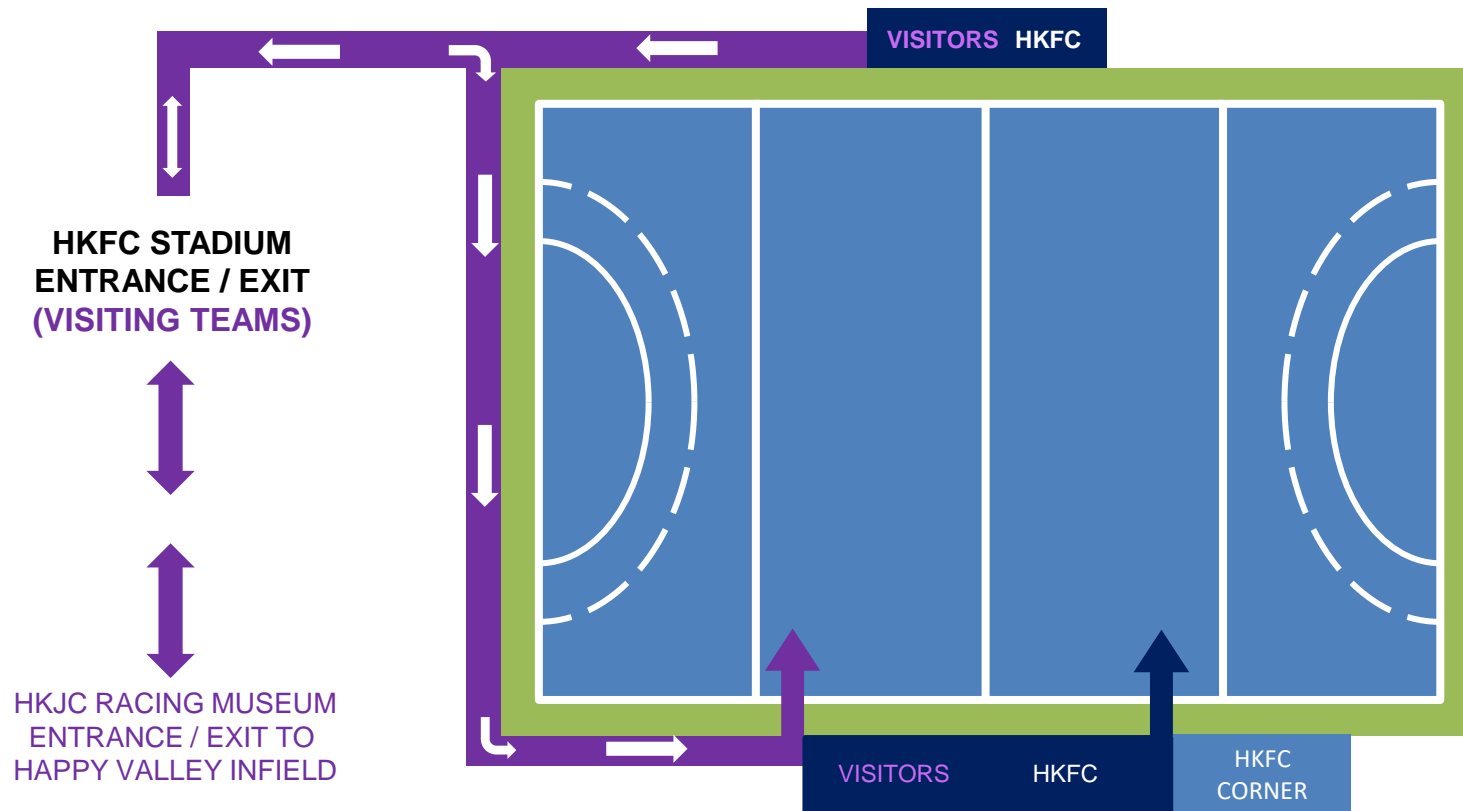 VISITORS HKFC
HKFC STADIUM
ENTRANCE / EXIT
(VISITING TEAMS)
HKJC RACING MUSEUM
ENTRANCE / EXIT TO
HAPPY VALLEY INFIELD
VISITORS HKFC
HKFC
CORNER